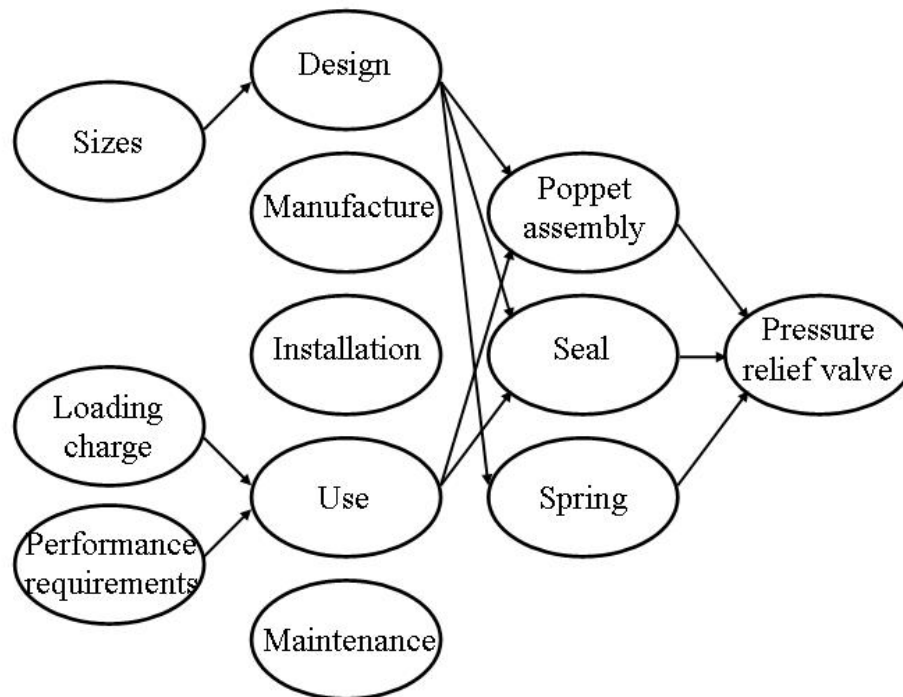 Design
Sizes
Manufacture
Poppet
assembly
Installation
Seal
Pressure
relief valve
Loading
charge
Use
Spring
Performance
requirements
Maintenance